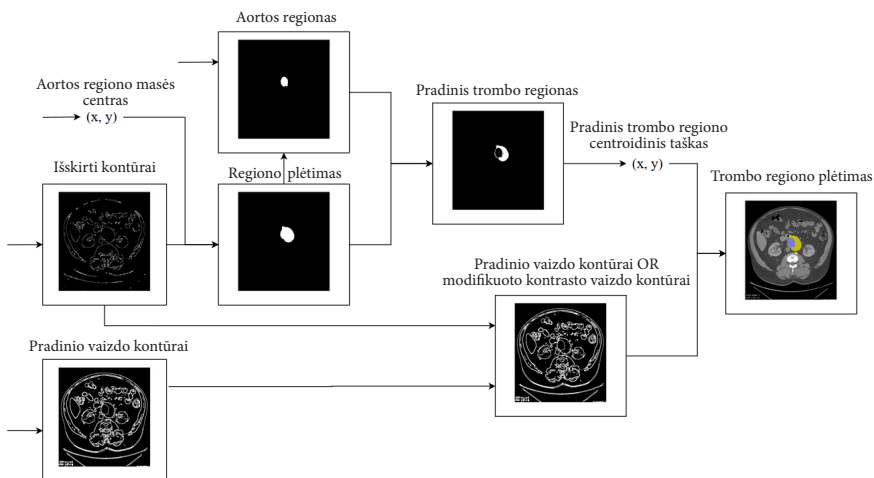 Aortos regionas
Aortos regiono masės
centras
(x, y)
Pradinis trombo regionas
Pradinis trombo regiono
centroidinis taškas
(x, y)
Išskirti kontūrai
Regiono plėtimas
Trombo regiono plėtimas
Pradinio vaizdo kontūrai OR
modifikuoto kontrasto vaizdo kontūrai
Pradinio vaizdo kontūrai